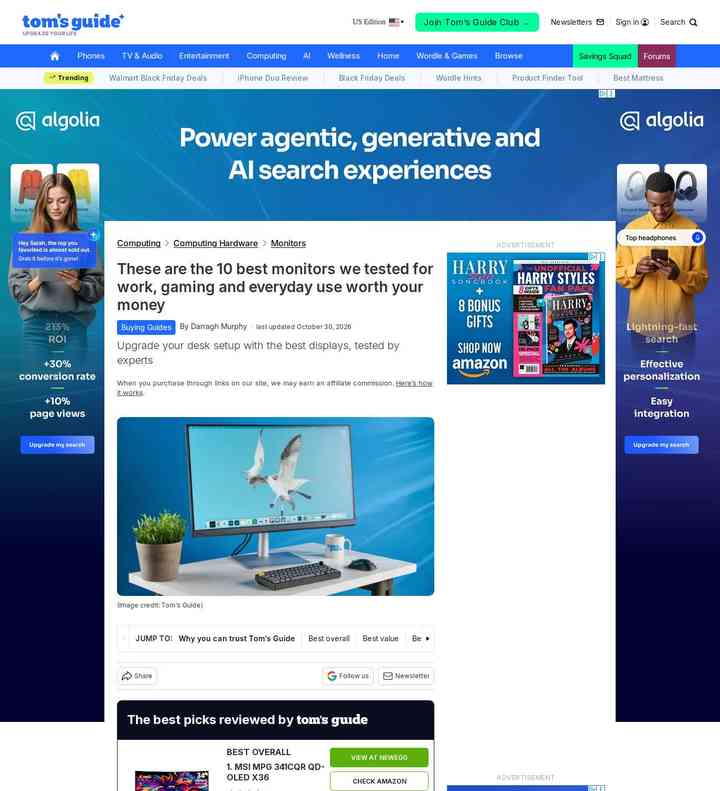 tom's guide
UPGRADE YOUR LIFE
US Edition
Join Tom's Guide Club →
Newsletters
Sign in
Search
Phones
TV & Audio
Entertainment
Computing
AI
Wellness
Home
Wordle & Games
Browse
Savings Squad
Forums
Trending
Walmart Black Friday Deals
iPhone Duo Review
Black Friday Deals
Wordle Hints
Product Finder Tool
Best Mattress
algolia
Power agentic, generative and
AI search experiences
algolia
Hey Sarah, the top you
favorited is almost sold out.
Grab it before it's gone!
213%
ROI
+30%
conversion rate
+10%
page views
Upgrade my search
Top headphones
Lightning-fast
search
Effective
personalization
Easy
integration
Upgrade my search
Computing
Computing Hardware
Monitors
These are the 10 best monitors we tested for
work, gaming and everyday use worth your
money
Buying Guides
By Darragh Murphy
last updated October 30, 2026
Upgrade your desk setup with the best displays, tested by
experts
When you purchase through links on our site, we may earn an affiliate commission. Here's how
it works.
ADVERTISEMENT
HARRY
SONGBOOK
+
8 BONUS
GIFTS
SHOP NOW
amazon
THE UNOFFICIAL
HARRY STYLES
FAN PACK
8 GIFTS
INSIDE
HARRY
ALL THE ALBUMS
(Image credit: Tom's Guide)
JUMP TO:
Why you can trust Tom's Guide
Best overall
Best value
Be
Share
Follow us
Newsletter
The best picks reviewed by tom's guide
BEST OVERALL
1. MSI MPG 341CQR QD-
OLED X36
VIEW AT NEWEGG
CHECK AMAZON
ADVERTISEMENT